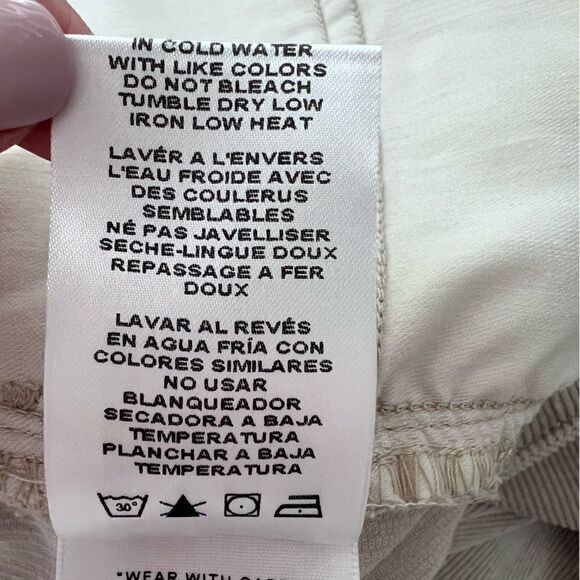 IN COLD WATER
WITH LIKE COLORS
DO NOT BLEACH
TUMBLE DRY LOW
IRON LOW HEAT
LAVÉR A L'ENVERS
L'EAU FROIDE AVEC
DES COULERUS
SEMBLABLES
NÉ PAS JAVELLISER
SECHE-LINGUE DOUX
REPASSAGE A FER
DOUX
LAVAR AL REVÉS
EN AGUA FRÍA CON
COLORES SIMILARES
NO USAR
BLANQUEADOR
SECADORA A BAJA
TEMPERATURA
PLANCHAR A BAJA
TEMPERATURA
30°
"WEAR WITH